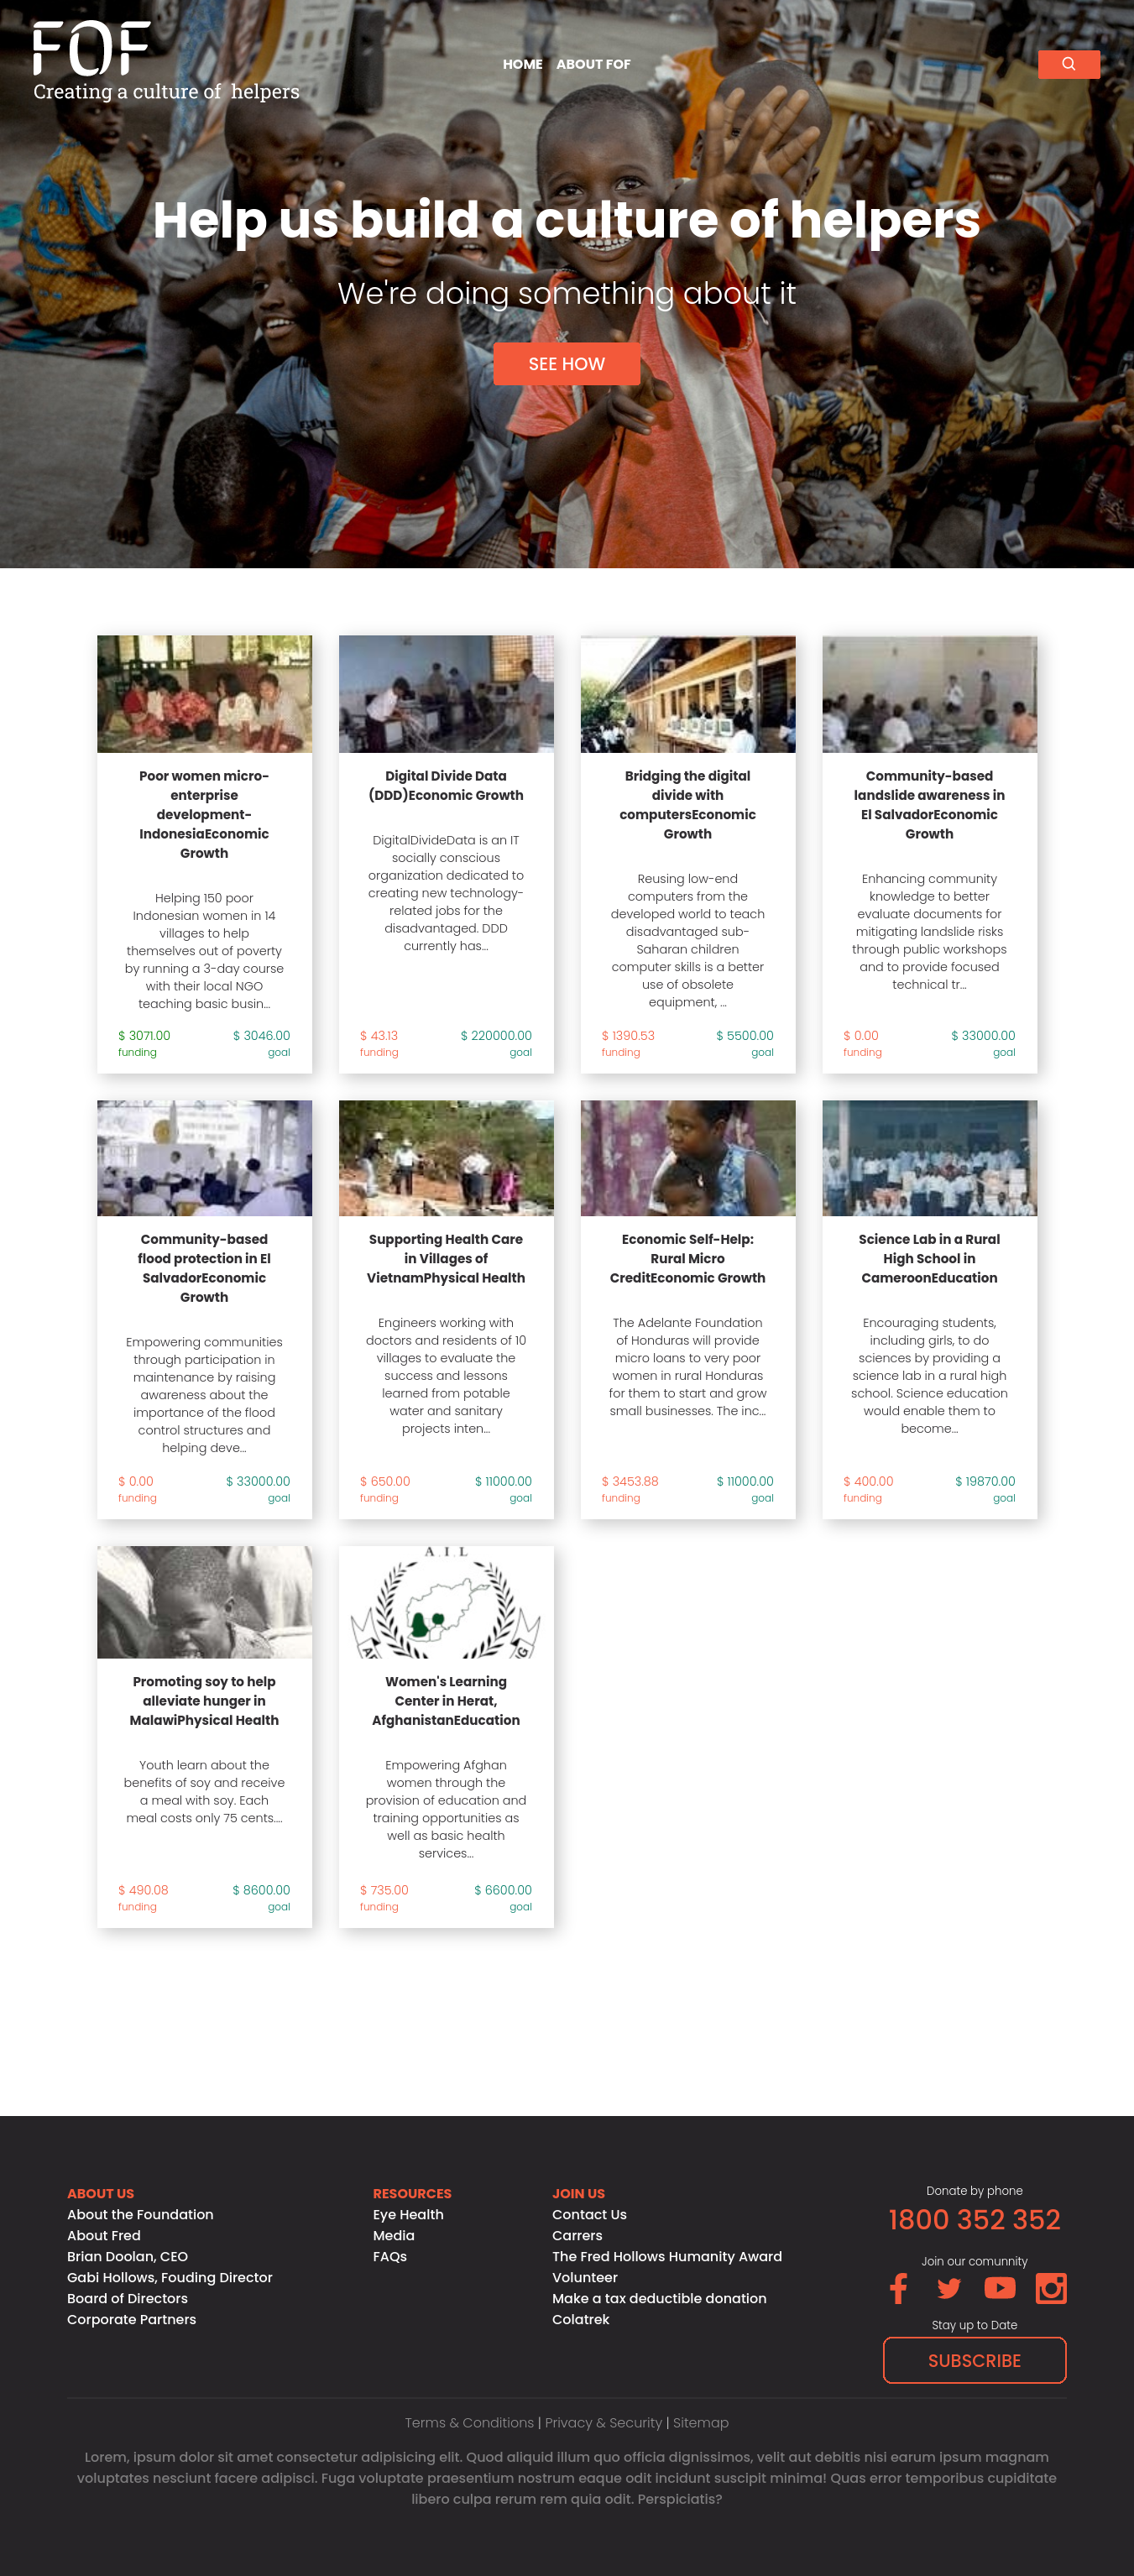 FOF
Creating a culture of helpers
HOME ABOUT FOF
Help us build a culture of helpers
We're doing something about it
SEE HOW
Poor women micro-
enterprise
development-
IndonesiaEconomic
Growth
Helping 150 poor
Indonesian women in 14
villages to help
themselves out of poverty
by running a 3-day course
with their local NGO
teaching basic busin...
$ 3071.00 $ 3046.00
funding goal
Digital Divide Data
(DDD)Economic Growth
DigitalDivideData is an IT
socially conscious
organization dedicated to
creating new technology-
related jobs for the
disadvantaged. DDD
currently has...
$ 43.13 $ 220000.00
funding goal
Bridging the digital
divide with
computersEconomic
Growth
Reusing low-end
computers from the
developed world to teach
disadvantaged sub-
Saharan children
computer skills is a better
use of obsolete
equipment, ...
$ 1390.53 $ 5500.00
funding goal
Community-based
landslide awareness in
El SalvadorEconomic
Growth
Enhancing community
knowledge to better
evaluate documents for
mitigating landslide risks
through public workshops
and to provide focused
technical tr...
$ 0.00 $ 33000.00
funding goal
Community-based
flood protection in El
SalvadorEconomic
Growth
Empowering communities
through participation in
maintenance by raising
awareness about the
importance of the flood
control structures and
helping deve...
$ 0.00 $ 33000.00
funding goal
Supporting Health Care
in Villages of
VietnamPhysical Health
Engineers working with
doctors and residents of 10
villages to evaluate the
success and lessons
learned from potable
water and sanitary
projects inten...
$ 650.00 $ 11000.00
funding goal
Economic Self-Help:
Rural Micro
CreditEconomic Growth
The Adelante Foundation
of Honduras will provide
micro loans to very poor
women in rural Honduras
for them to start and grow
small businesses. The inc...
$ 3453.88 $ 11000.00
funding goal
Science Lab in a Rural
High School in
CameroonEducation
Encouraging students,
including girls, to do
sciences by providing a
science lab in a rural high
school. Science education
would enable them to
become...
$ 400.00 $ 19870.00
funding goal
Promoting soy to help
alleviate hunger in
MalawiPhysical Health
Youth learn about the
benefits of soy and receive
a meal with soy. Each
meal costs only 75 cents....
$ 490.08 $ 8600.00
funding goal
A.I.L
Women's Learning
Center in Herat,
AfghanistanEducation
Empowering Afghan
women through the
provision of education and
training opportunities as
well as basic health
services...
$ 735.00 $ 6600.00
funding goal
ABOUT US
About the Foundation
About Fred
Brian Doolan, CEO
Gabi Hollows, Fouding Director
Board of Directors
Corporate Partners
RESOURCES
Eye Health
Media
FAQs
JOIN US
Contact Us
Carrers
The Fred Hollows Humanity Award
Volunteer
Make a tax deductible donation
Colatrek
Donate by phone
1800 352 352
Join our comunnity
Stay up to Date
SUBSCRIBE
Terms & Conditions | Privacy & Security | Sitemap
Lorem, ipsum dolor sit amet consectetur adipisicing elit. Quod aliquid illum quo officia dignissimos, velit aut debitis nisi earum ipsum magnam
voluptates nesciunt facere adipisci. Fuga voluptate praesentium nostrum eaque odit incidunt suscipit minima! Quas error temporibus cupiditate
libero culpa rerum rem quia odit. Perspiciatis?